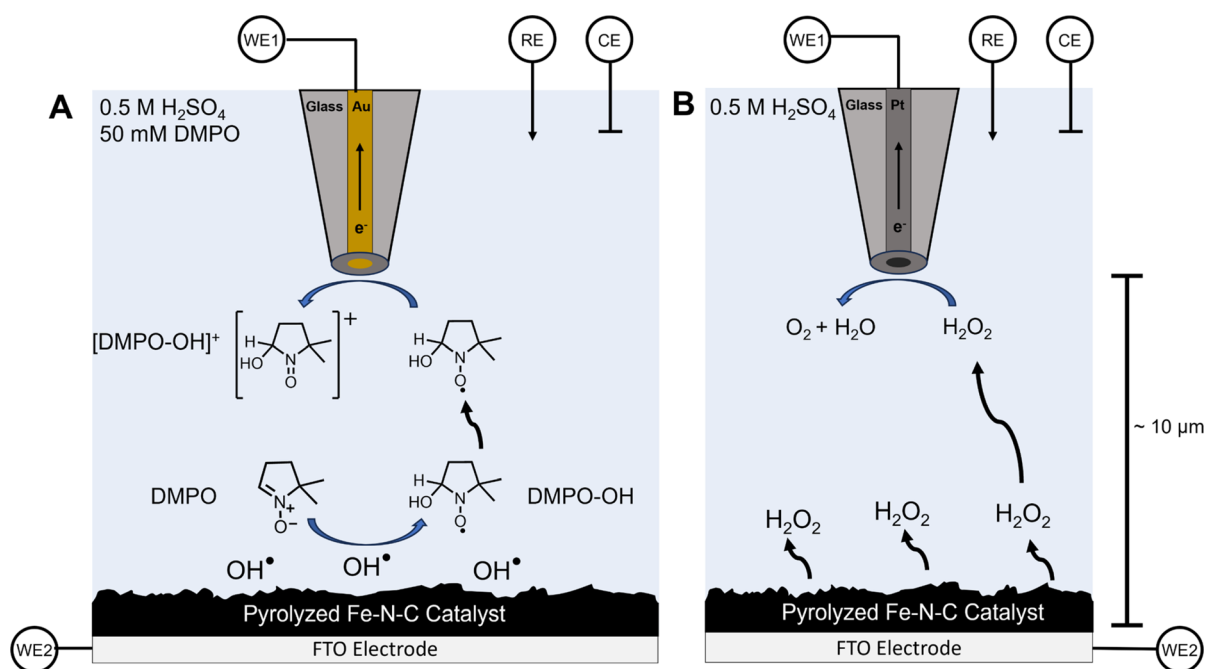 WE1
RE
CE
A
0.5 M H₂SO₄
50 mM DMPO
Glass
Au
e⁻
[DMPO-OH]⁺
H
HO
N
O
+
H
HO
N
O•
DMPO
N⁺
O⁻
H
HO
N
O•
DMPO-OH
OH•
OH•
OH•
Pyrolyzed Fe-N-C Catalyst
WE2
FTO Electrode
WE1
RE
CE
B
0.5 M H₂SO₄
Glass
Pt
e⁻
O₂ + H₂O
H₂O₂
~ 10 µm
H₂O₂
H₂O₂
H₂O₂
Pyrolyzed Fe-N-C Catalyst
FTO Electrode
WE2